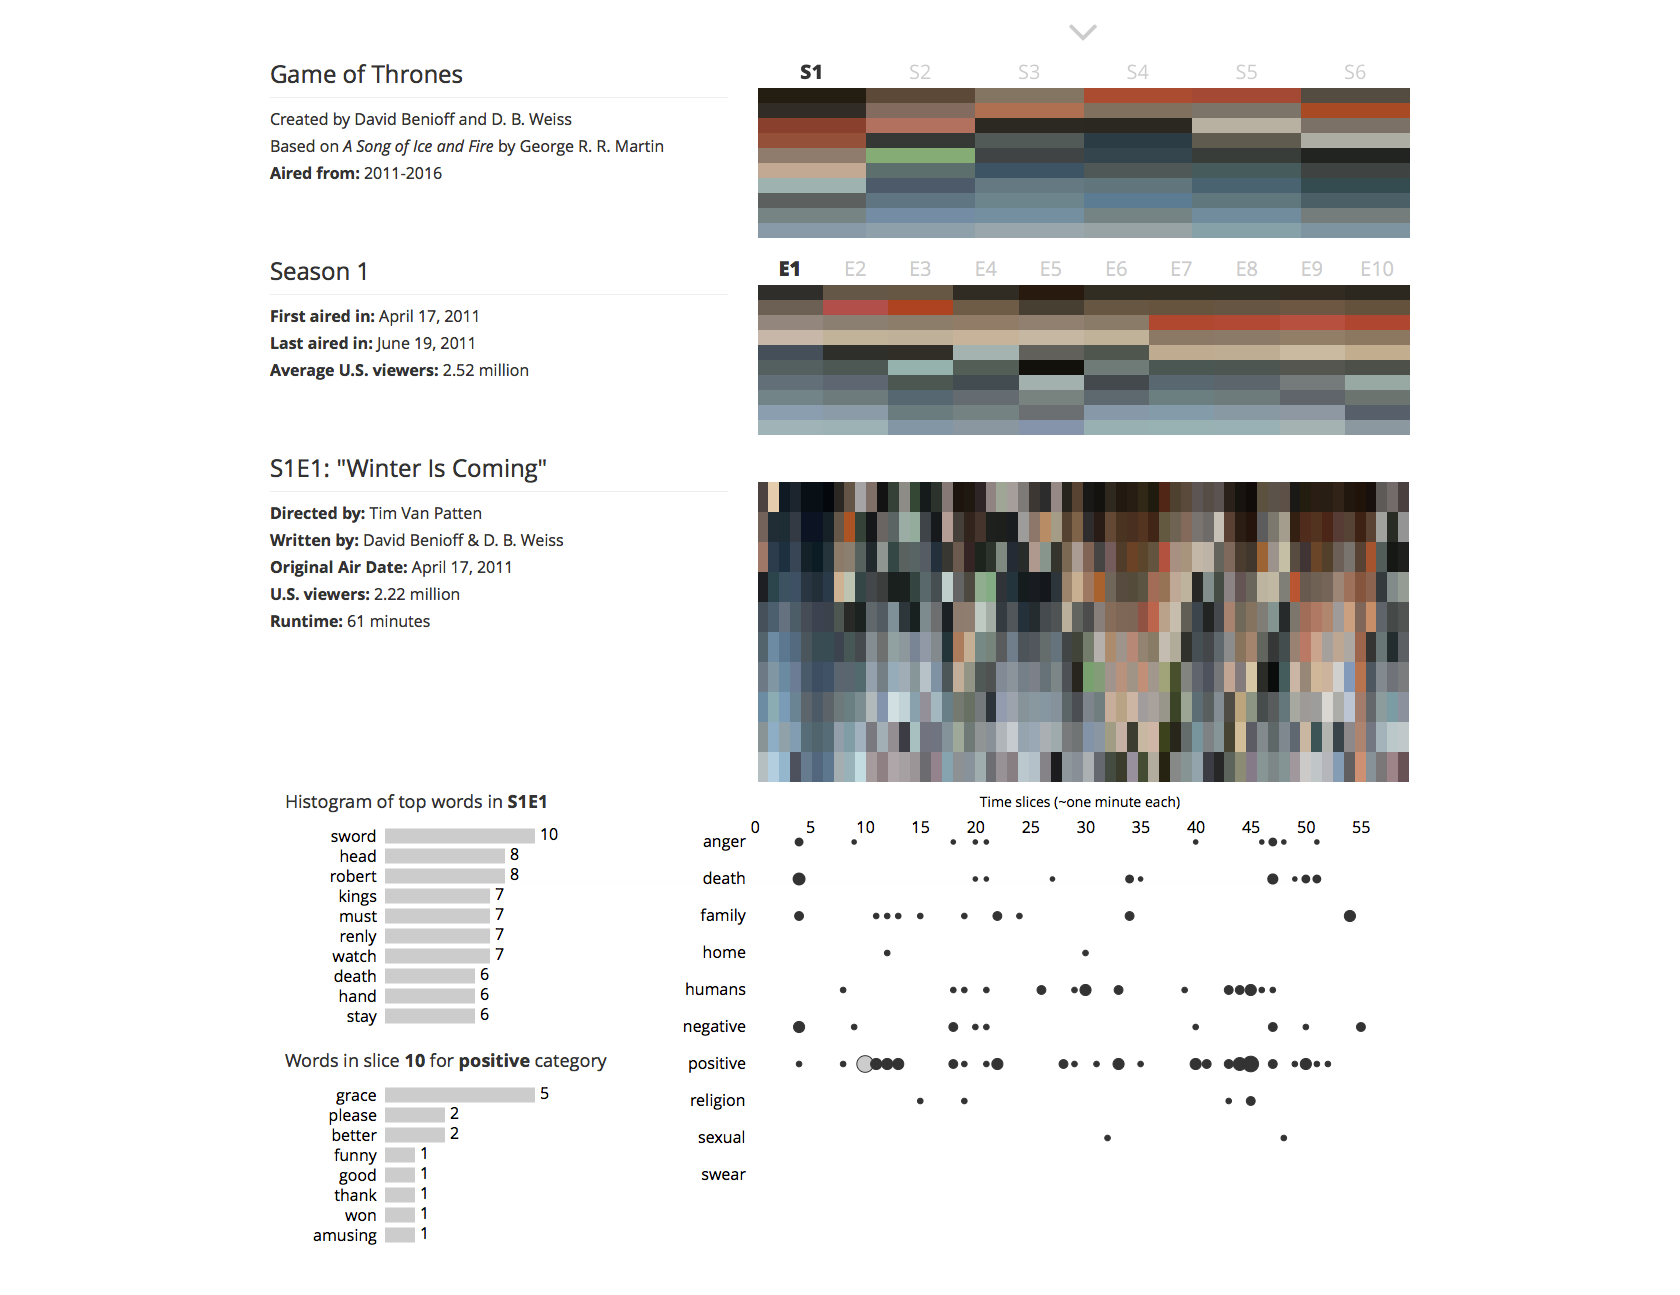 Game of Thrones
Created by David Benioff and D. B. Weiss
Based on A Song of Ice and Fire by George R. R. Martin
Aired from: 2011-2016
S1 S2 S3 S4 S5 S6
Season 1
First aired in: April 17, 2011
Last aired in: June 19, 2011
Average U.S. viewers: 2.52 million
E1 E2 E3 E4 E5 E6 E7 E8 E9 E10
S1E1: "Winter Is Coming"
Directed by: Tim Van Patten
Written by: David Benioff & D. B. Weiss
Original Air Date: April 17, 2011
U.S. viewers: 2.22 million
Runtime: 61 minutes
Histogram of top words in S1E1
sword 10
head 8
robert 8
kings 7
must 7
renly 7
watch 7
death 6
hand 6
stay 6
Words in slice 10 for positive category
grace 5
please 2
better 2
funny 1
good 1
thank 1
won 1
amusing 1
Time slices (~one minute each)
0 5 10 15 20 25 30 35 40 45 50 55
anger
death
family
home
humans
negative
positive
religion
sexual
swear